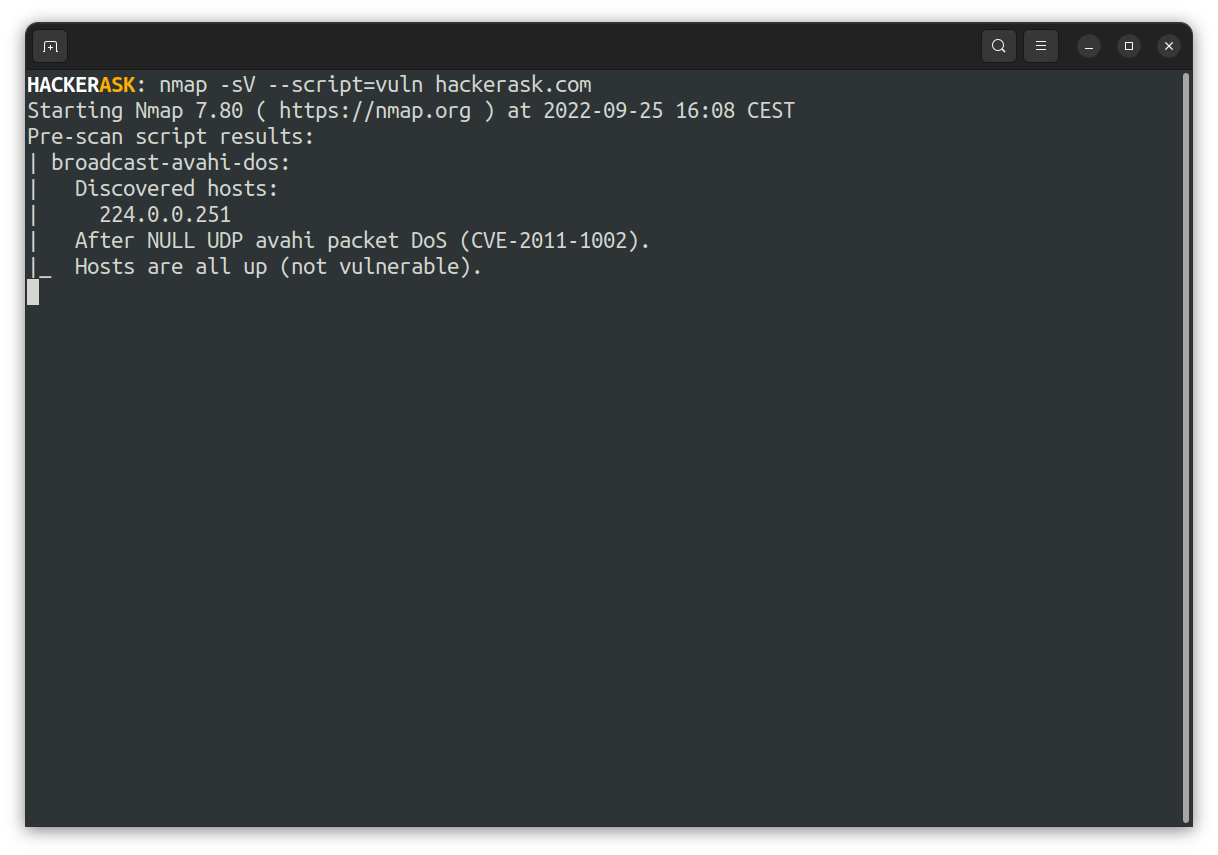 HACKERASK: nmap -sV --script=vuln hackerask.com
Starting Nmap 7.80 ( https://nmap.org ) at 2022-09-25 16:08 CEST
Pre-scan script results:
| broadcast-avahi-dos:
|   Discovered hosts:
|     224.0.0.251
|   After NULL UDP avahi packet DoS (CVE-2011-1002).
|_  Hosts are all up (not vulnerable).